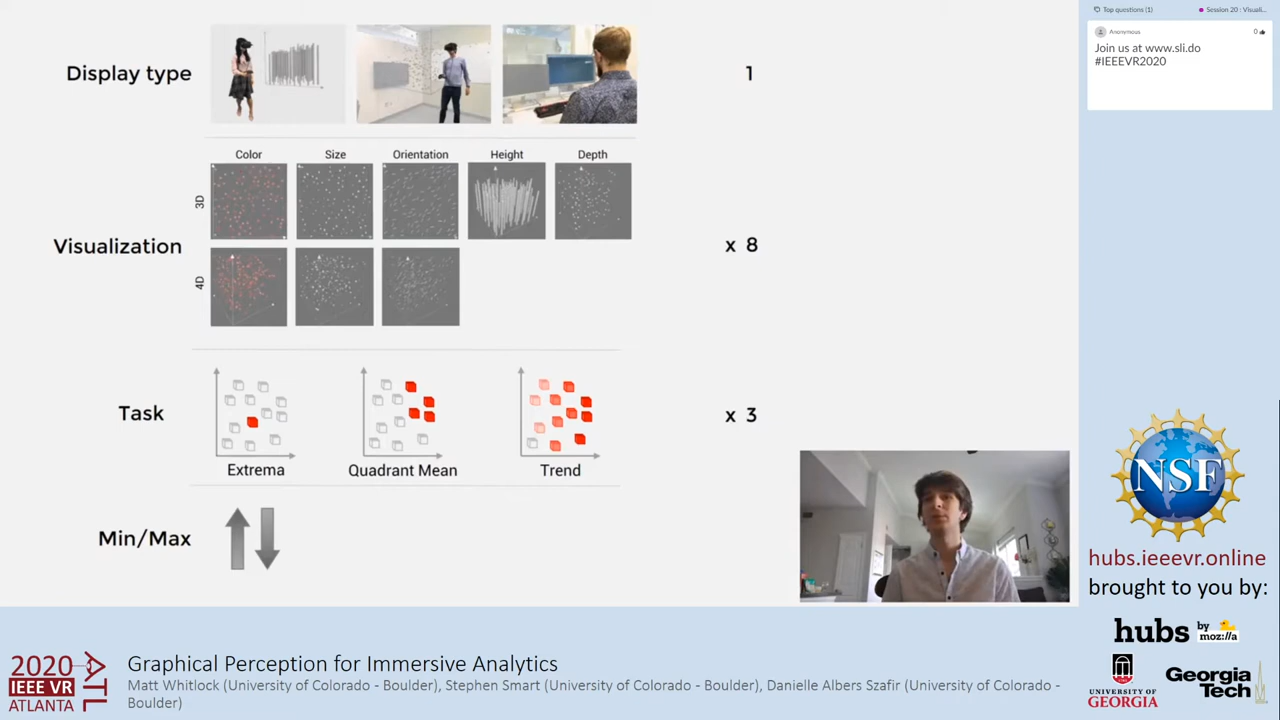 Display type
1
Color
Size
Orientation
Height
Depth
3D
Visualization
x 8
4D
Task
x 3
Extrema
Quadrant Mean
Trend
Min/Max
Top questions (1)
Session 20 : Visuali...
Anonymous
0
Join us at www.sli.do
#IEEEVR2020
NSF
hubs.ieeevr.online
brought to you by:
hubs by moz://a
UNIVERSITY OF
GEORGIA
Georgia
Tech
2020
IEEE VR
ATLANTA
ATL
Graphical Perception for Immersive Analytics
Matt Whitlock (University of Colorado - Boulder), Stephen Smart (University of Colorado - Boulder), Danielle Albers Szafir (University of Colorado -
Boulder)